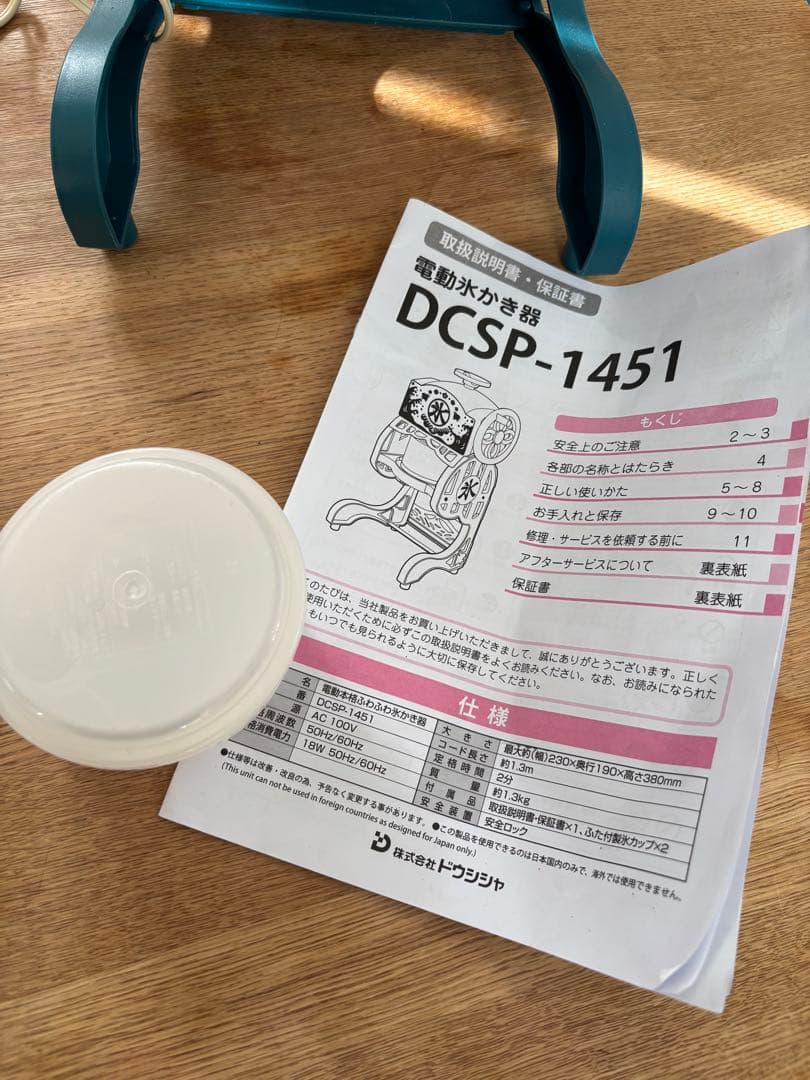 取扱説明書・保証書
電動氷かき器
DCSP-1451
氷
氷
もくじ
安全上のご注意 2～3
各部の名称とはたらき 4
正しい使いかた 5～8
お手入れと保存 9～10
修理・サービスを依頼する前に 11
アフターサービスについて 裏表紙
保証書 裏表紙
このたびは、当社製品をお買い上げいただきまして、誠にありがとうございます。正しく
使用いただくために必ずこの取扱説明書をよくお読みください。なお、お読みになられた
もいつでも見られるように大切に保存してください。
仕様
名 電動本格ふわふわ氷かき器
番 DCSP-1451
源 AC 100V
周波数 50Hz/60Hz
格消費電力 18W 50Hz/60Hz
大きさ 最大約(幅)230×奥行190×高さ380mm
コード長さ 約1.3m
定格時間 2分
質量 約1.3kg
付属品 取扱説明書・保証書×1、ふた付製氷カップ×2
安全装置 安全ロック
●仕様等は改善・改良の為、予告なく変更する事があります。●この製品を使用できるのは日本国内のみで、海外では使用できません。
(This unit can not be used in foreign countries as designed for Japan only.)
株式会社ドウシシャ